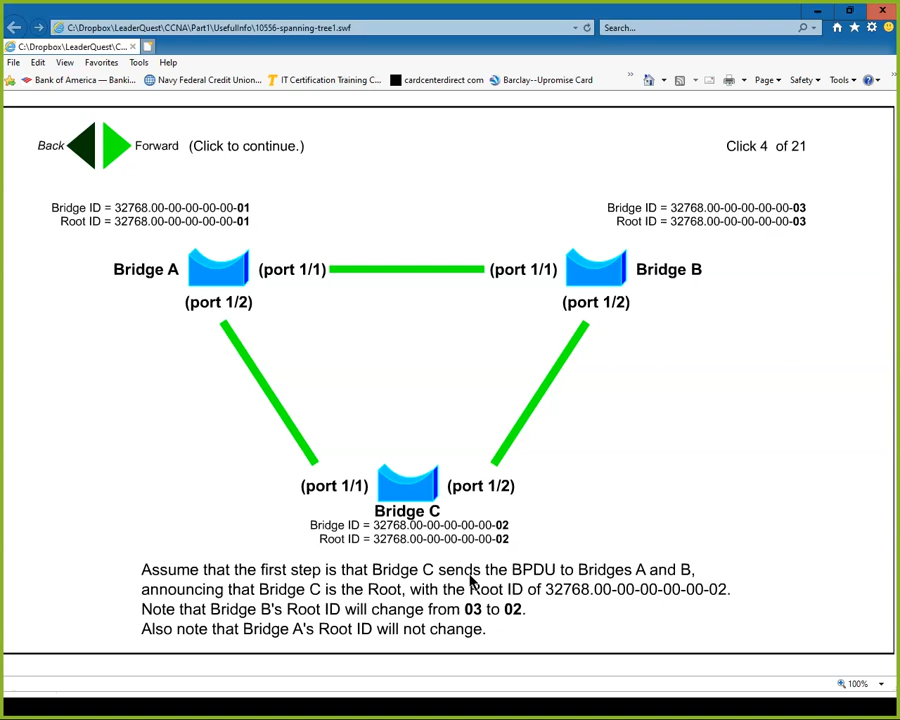 C:\Dropbox\LeaderQuest\CCNA\Part1\UsefulInfo\10556-spanning-tree1.swf
Search...
C:\Dropbox\LeaderQuest\C...
File Edit View Favorites Tools Help
Bank of America — Banki... Navy Federal Credit Union... IT Certification Training C... cardcenterdirect com Barclay--Upromise Card
Page Safety Tools
Back Forward (Click to continue.) Click 4 of 21
Bridge ID = 32768.00-00-00-00-00-01
Root ID = 32768.00-00-00-00-00-01
Bridge ID = 32768.00-00-00-00-00-03
Root ID = 32768.00-00-00-00-00-03
Bridge A (port 1/1) (port 1/1) Bridge B
(port 1/2) (port 1/2)
(port 1/1) (port 1/2)
Bridge C
Bridge ID = 32768.00-00-00-00-00-02
Root ID = 32768.00-00-00-00-00-02
Assume that the first step is that Bridge C sends the BPDU to Bridges A and B,
announcing that Bridge C is the Root, with the Root ID of 32768.00-00-00-00-00-02.
Note that Bridge B's Root ID will change from 03 to 02.
Also note that Bridge A's Root ID will not change.
100%